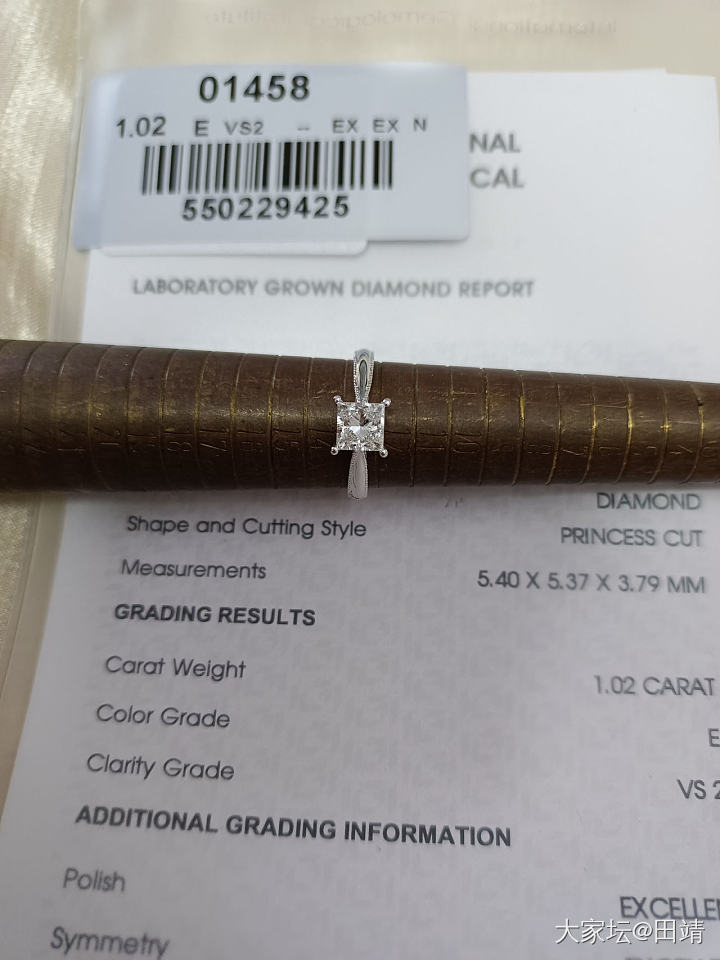 01458
1.02 E VS2 -- EX EX N
550229425
NAL
CAL
LABORATORY GROWN DIAMOND REPORT
DIAMOND
Shape and Cutting Style PRINCESS CUT
Measurements 5.40 X 5.37 X 3.79 MM
GRADING RESULTS
Carat Weight 1.02 CARAT
Color Grade E
Clarity Grade VS 2
ADDITIONAL GRADING INFORMATION
Polish EXCELLE
Symmetry
大家坛@田靖